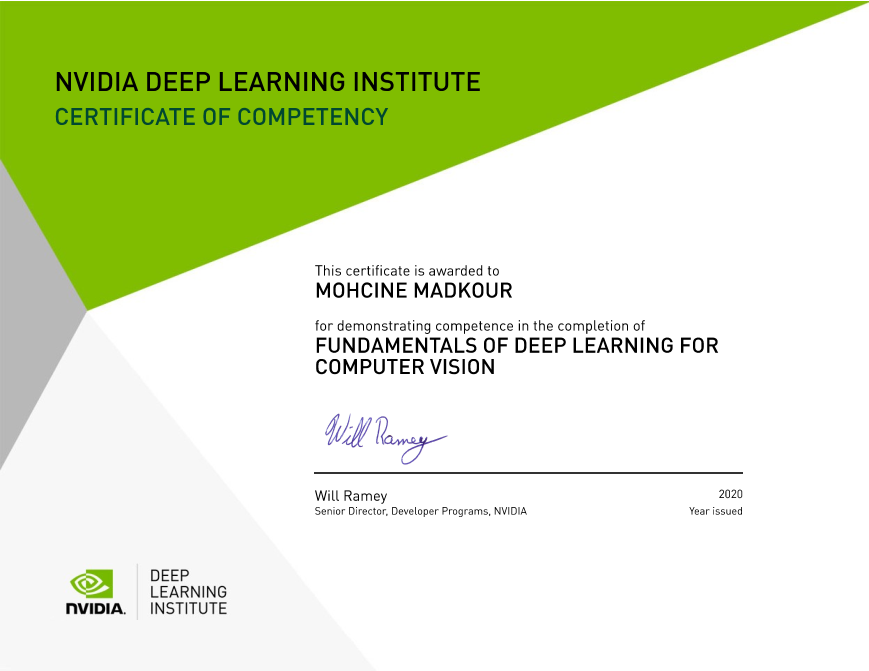 NVIDIA DEEP LEARNING INSTITUTE
CERTIFICATE OF COMPETENCY
This certificate is awarded to
MOHCINE MADKOUR
for demonstrating competence in the completion of
FUNDAMENTALS OF DEEP LEARNING FOR
COMPUTER VISION
Will Ramey
Will Ramey
2020
Senior Director, Developer Programs, NVIDIA
Year issued
NVIDIA.
DEEP
LEARNING
INSTITUTE